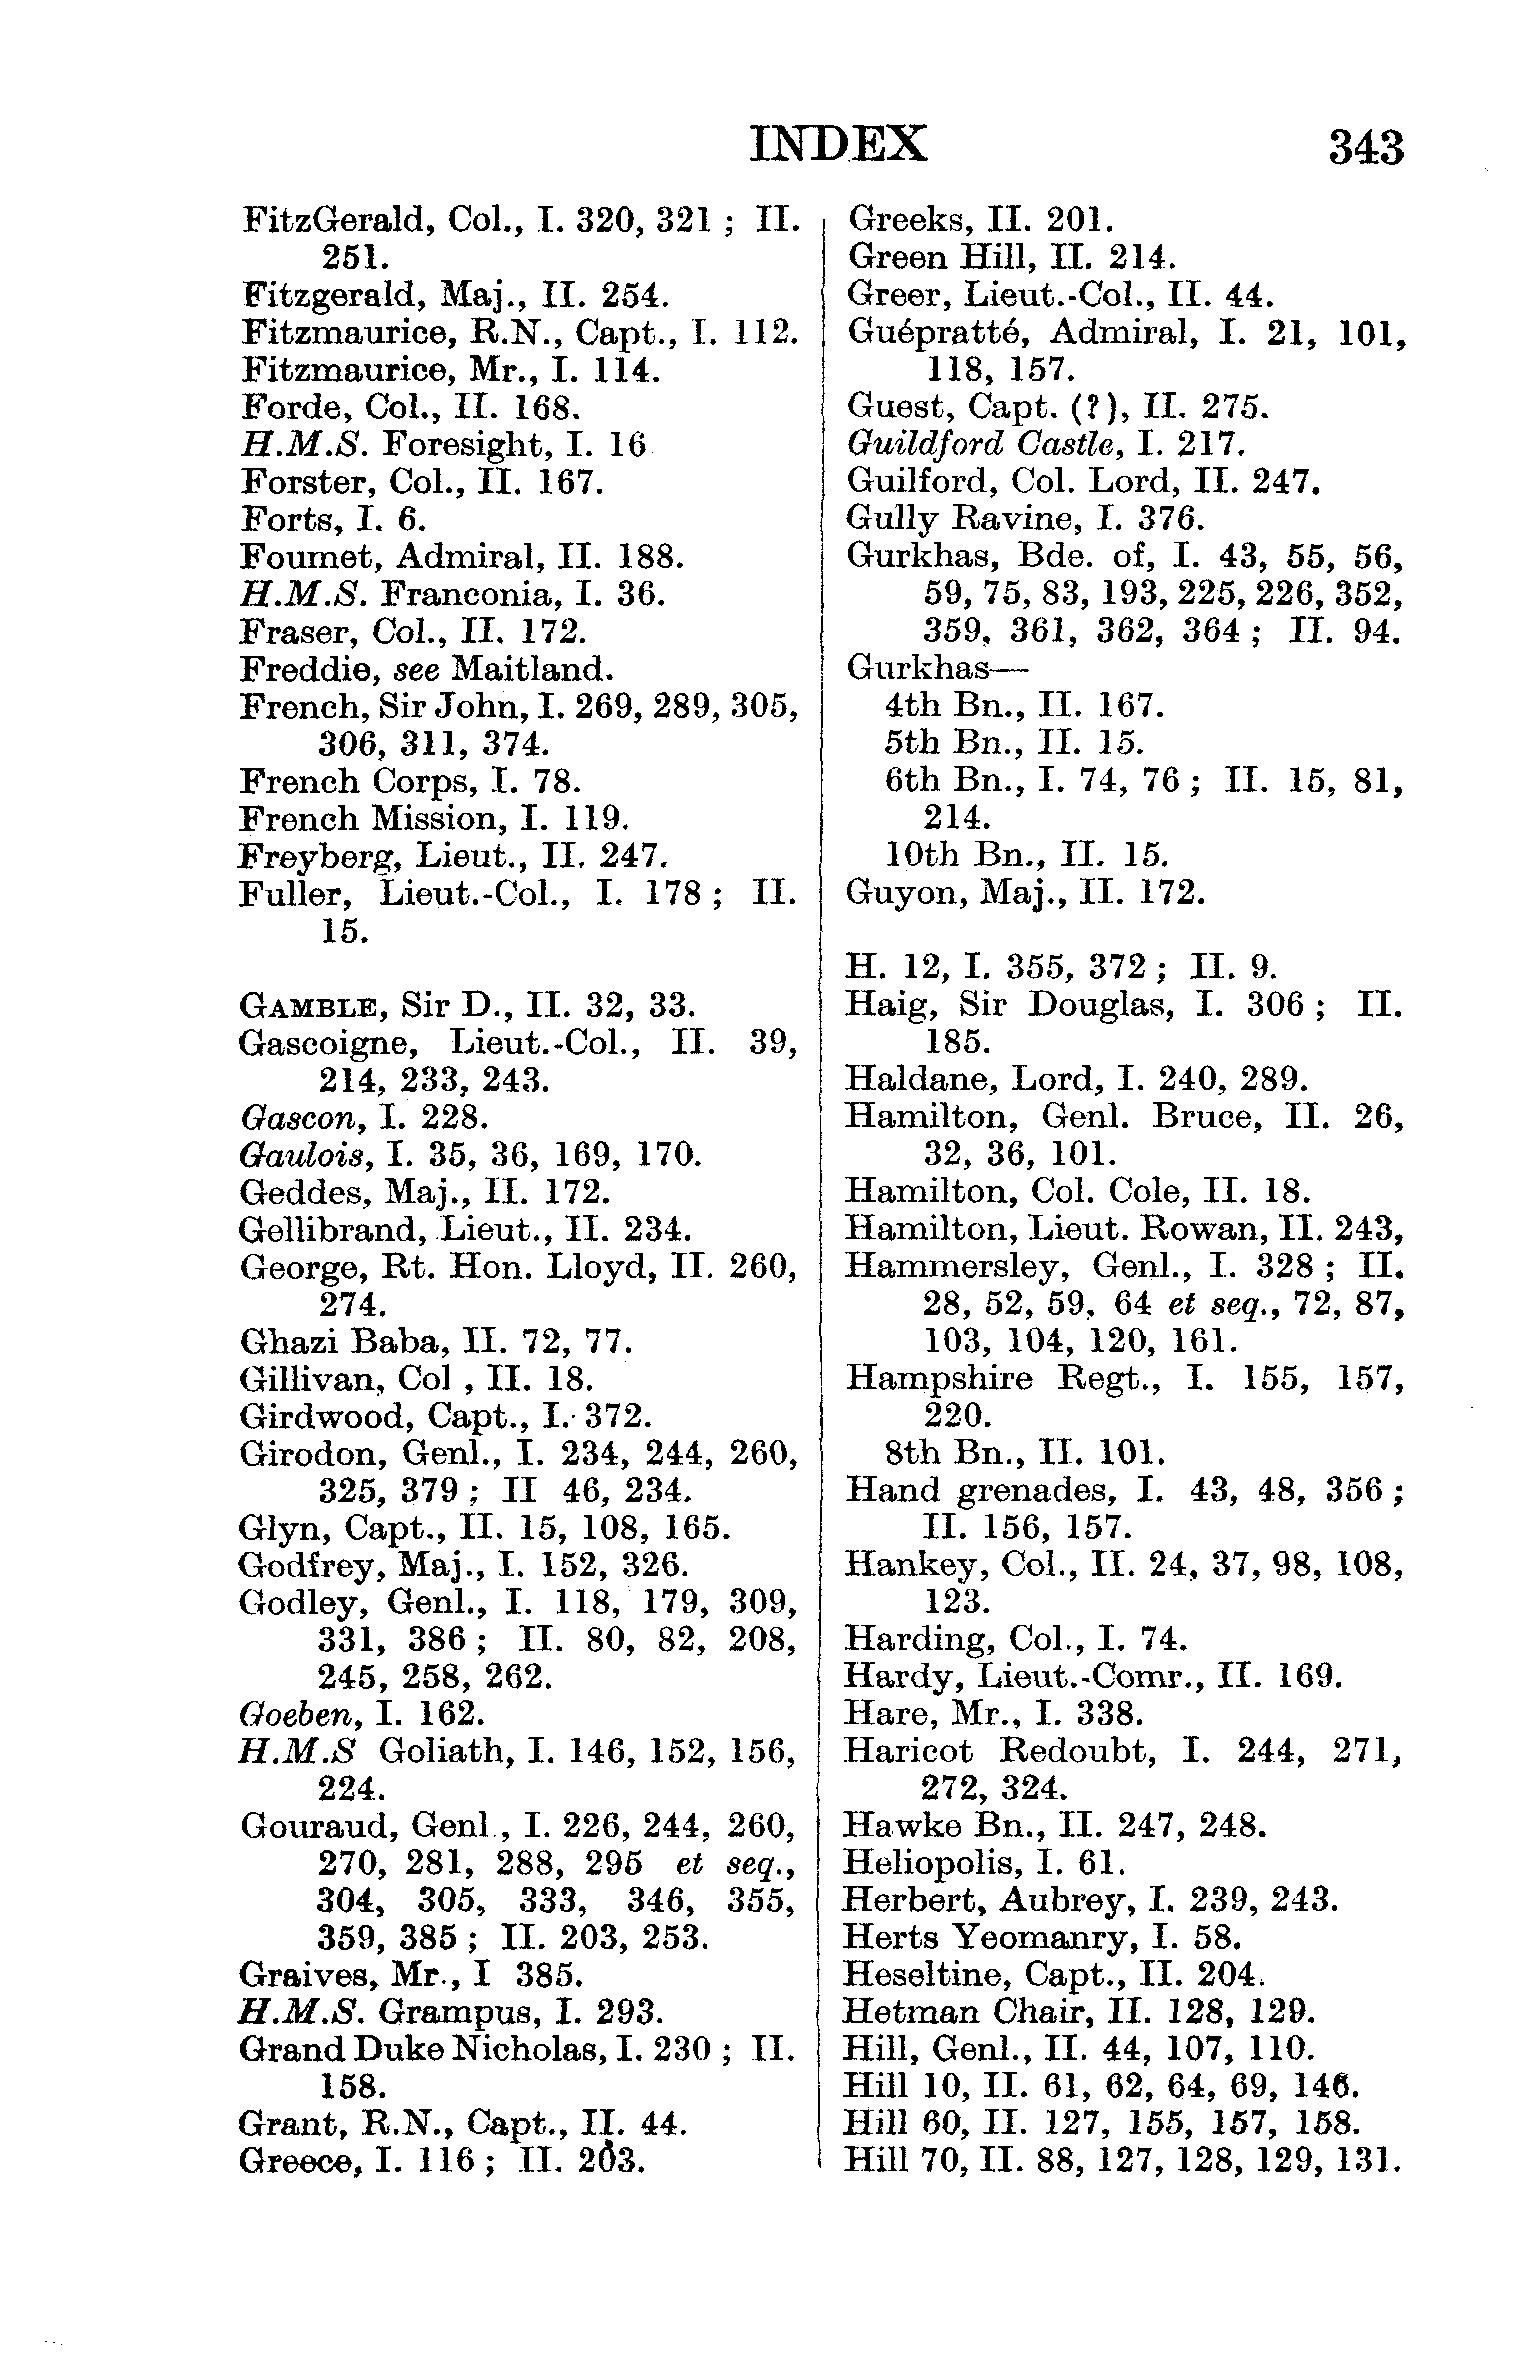 INDEX 343
FitzGerald, Col., I. 320, 321 ; II.
251.
Fitzgerald, Maj., II. 254.
Fitzmaurice, R.N., Capt., I. 112.
Fitzmaurice, Mr., I. 114.
Forde, Col., II. 168.
H.M.S. Foresight, I. 16
Forster, Col., II. 167.
Forts, I. 6.
Foumet, Admiral, II. 188.
H.M.S. Franconia, I. 36.
Fraser, Col., II. 172.
Freddie, see Maitland.
French, Sir John, I. 269, 289, 305,
306, 311, 374.
French Corps, I. 78.
French Mission, I. 119.
Freyberg, Lieut., II. 247.
Fuller, Lieut.-Col., I. 178 ; II.
15.
GAMBLE, Sir D., II. 32, 33.
Gascoigne, Lieut.-Col., II. 39,
214, 233, 243.
Gascon, I. 228.
Gaulois, I. 35, 36, 169, 170.
Geddes, Maj., II. 172.
Gellibrand, Lieut., II. 234.
George, Rt. Hon. Lloyd, II. 260,
274.
Ghazi Baba, II. 72, 77.
Gillivan, Col , II. 18.
Girdwood, Capt., I. 372.
Girodon, Genl., I. 234, 244, 260,
325, 379 ; II 46, 234.
Glyn, Capt., II. 15, 108, 165.
Godfrey, Maj., I. 152, 326.
Godley, Genl., I. 118, 179, 309,
331, 386 ; II. 80, 82, 208,
245, 258, 262.
Goeben, I. 162.
H.M.S Goliath, I. 146, 152, 156,
224.
Gouraud, Genl., I. 226, 244, 260,
270, 281, 288, 295 et seq.,
304, 305, 333, 346, 355,
359, 385 ; II. 203, 253.
Graives, Mr., I 385.
H.M.S. Grampus, I. 293.
Grand Duke Nicholas, I. 230 ; II.
158.
Grant, R.N., Capt., II. 44.
Greece, I. 116 ; II. 203.
Greeks, II. 201.
Green Hill, II. 214.
Greer, Lieut.-Col., II. 44.
Guépratté, Admiral, I. 21, 101,
118, 157.
Guest, Capt. (?), II. 275.
Guildford Castle, I. 217.
Guilford, Col. Lord, II. 247.
Gully Ravine, I. 376.
Gurkhas, Bde. of, I. 43, 55, 56,
59, 75, 83, 193, 225, 226, 352,
359, 361, 362, 364 ; II. 94.
Gurkhas—
4th Bn., II. 167.
5th Bn., II. 15.
6th Bn., I. 74, 76 ; II. 15, 81,
214.
10th Bn., II. 15.
Guyon, Maj., II. 172.
H. 12, I. 355, 372 ; II. 9.
Haig, Sir Douglas, I. 306 ; II.
185.
Haldane, Lord, I. 240, 289.
Hamilton, Genl. Bruce, II. 26,
32, 36, 101.
Hamilton, Col. Cole, II. 18.
Hamilton, Lieut. Rowan, II. 243,
Hammersley, Genl., I. 328 ; II.
28, 52, 59, 64 et seq., 72, 87,
103, 104, 120, 161.
Hampshire Regt., I. 155, 157,
220.
8th Bn., II. 101.
Hand grenades, I. 43, 48, 356 ;
II. 156, 157.
Hankey, Col., II. 24, 37, 98, 108,
123.
Harding, Col., I. 74.
Hardy, Lieut.-Comr., II. 169.
Hare, Mr., I. 338.
Haricot Redoubt, I. 244, 271,
272, 324.
Hawke Bn., II. 247, 248.
Heliopolis, I. 61.
Herbert, Aubrey, I. 239, 243.
Herts Yeomanry, I. 58.
Heseltine, Capt., II. 204.
Hetman Chair, II. 128, 129.
Hill, Genl., II. 44, 107, 110.
Hill 10, II. 61, 62, 64, 69, 146.
Hill 60, II. 127, 155, 157, 158.
Hill 70, II. 88, 127, 128, 129, 131.